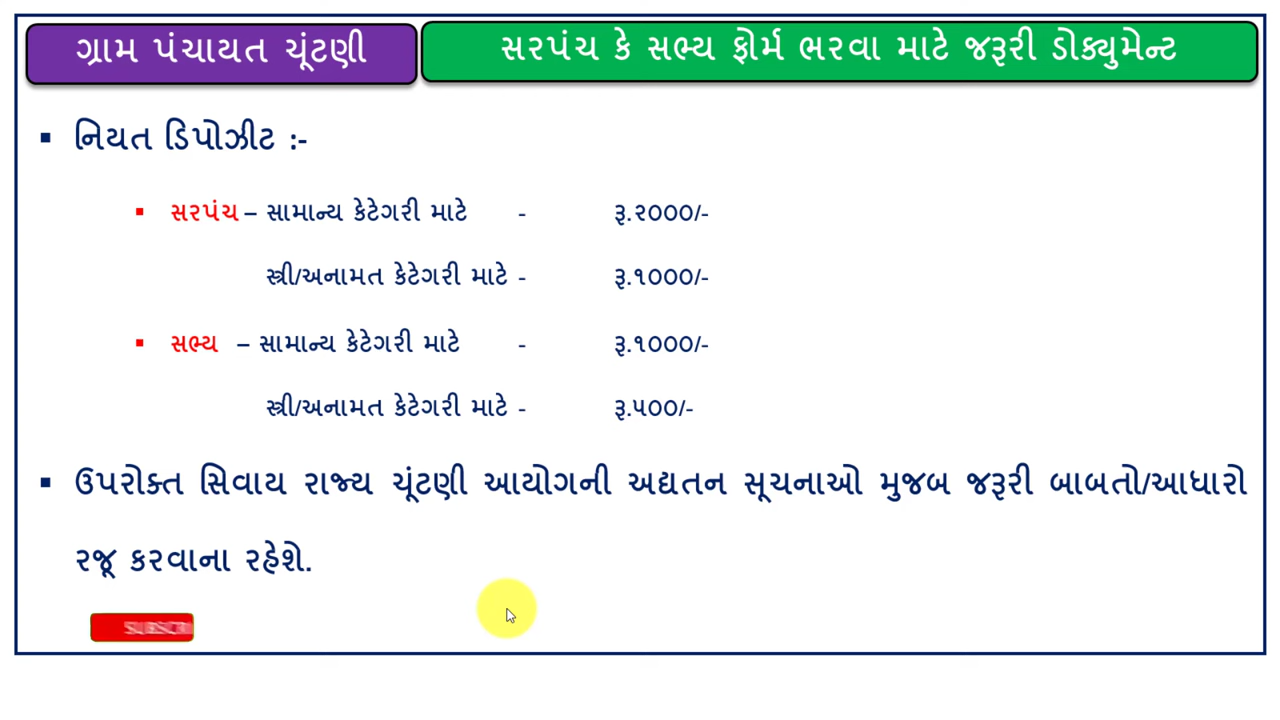 ગ્રામ પંચાયત ચૂંટણી
સરપંચ કે સભ્ય ફોર્મ ભરવા માટે જરૂરી ડોક્યુમેન્ટ
▪ નિયત ડિપોઝીટ :-
▪ સરપંચ – સામાન્ય કેટેગરી માટે - રૂ.૨૦૦૦/-
સ્ત્રી/અનામત કેટેગરી માટે - રૂ.૧૦૦૦/-
▪ સભ્ય – સામાન્ય કેટેગરી માટે - રૂ.૧૦૦૦/-
સ્ત્રી/અનામત કેટેગરી માટે - રૂ.૫૦૦/-
▪ ઉપરોક્ત સિવાય રાજ્ય ચૂંટણી આયોગની અદ્યતન સૂચનાઓ મુજબ જરૂરી બાબતો/આધારો
રજૂ કરવાના રહેશે.